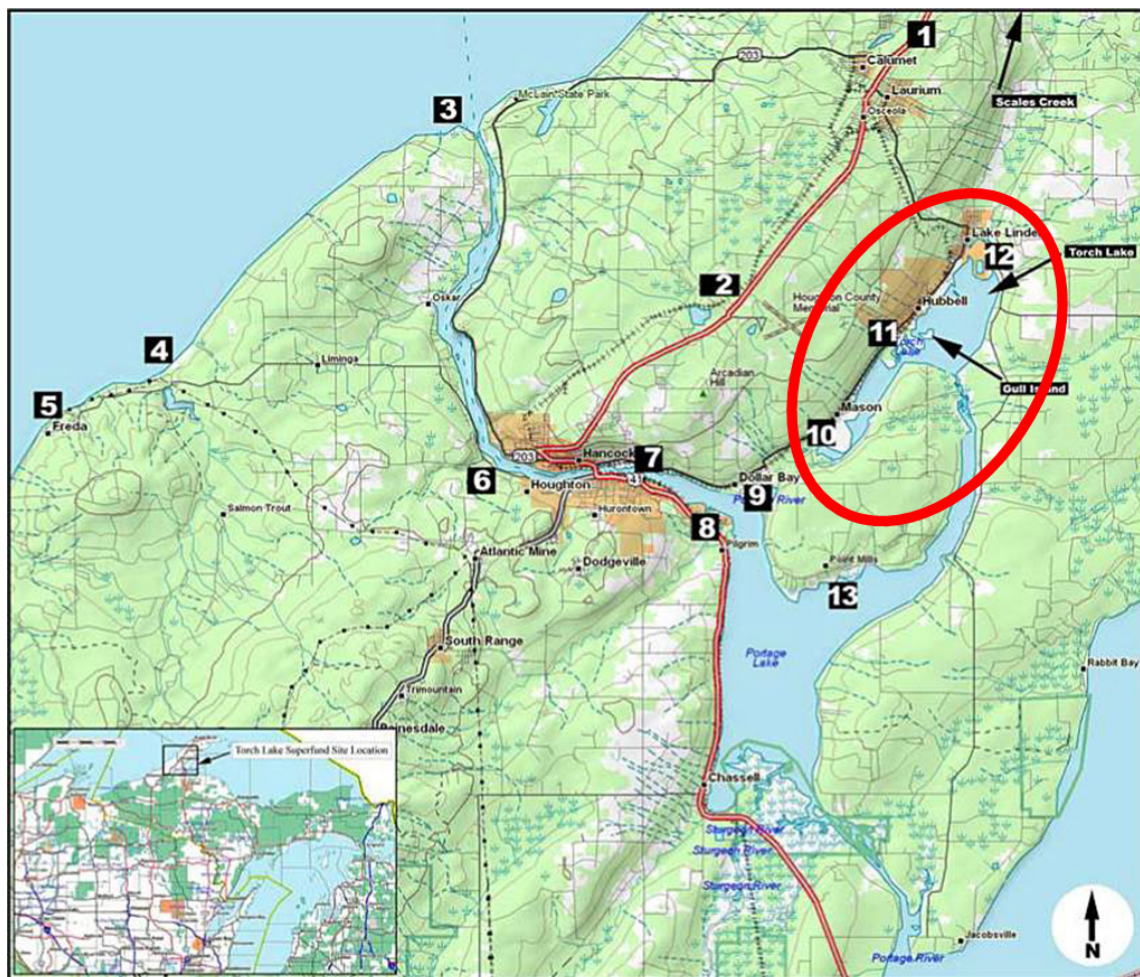 1
203
Calumet
Laurium
Osceola
Scales Creek
McLain State Park
3
Lake Linde
12
Torch Lake
2
Houghton County
Memorial
Hubbell
11
Oskar
Gull Island
4
Liminga
Arcadian
Hill
5
Freda
Mason
10
203
Hancock
7
41
6
Houghton
Dollar Bay
9
Hurontown
Salmon Trout
8
Pilgrim
Atlantic Mine
Dodgeville
Point Mills
13
South Range
Portage
Lake
Rabbit Bay
Trimountain
Painesdale
Torch Lake Superfund Site Location
Chassell
Sturgeon River
Sturgeon River
Sturgeon River
N
Jacobsville
Portage River